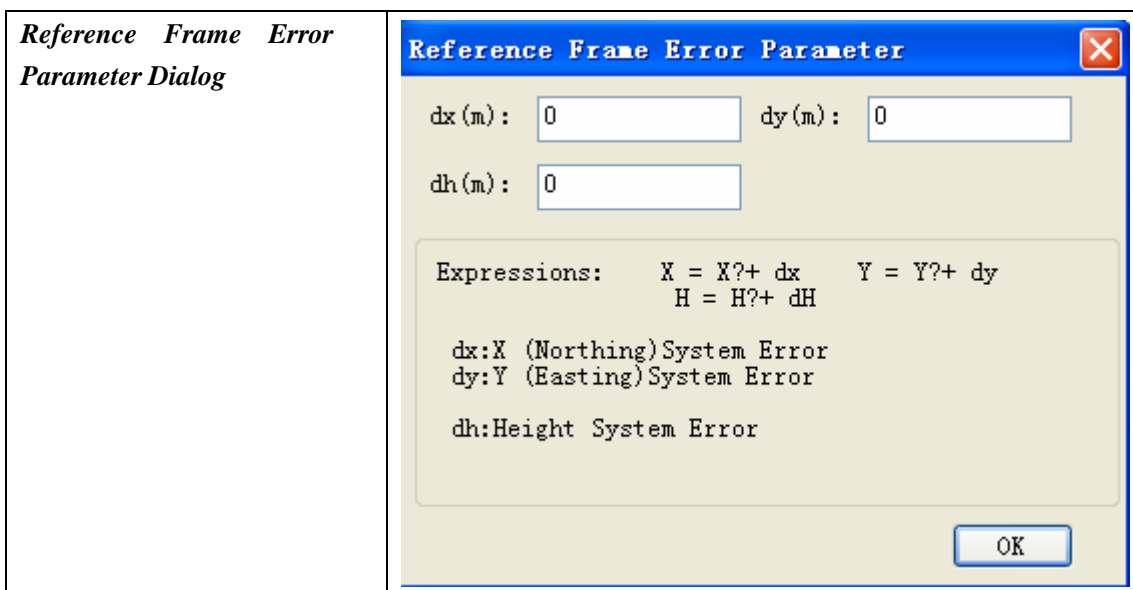 Reference Frame Error
Parameter Dialog
Reference Frame Error Parameter
dx(m): 0 dy(m): 0
dh(m): 0
Expressions: X = X?+ dx Y = Y?+ dy
H = H?+ dH
dx:X (Northing)System Error
dy:Y (Easting)System Error
dh:Height System Error
OK